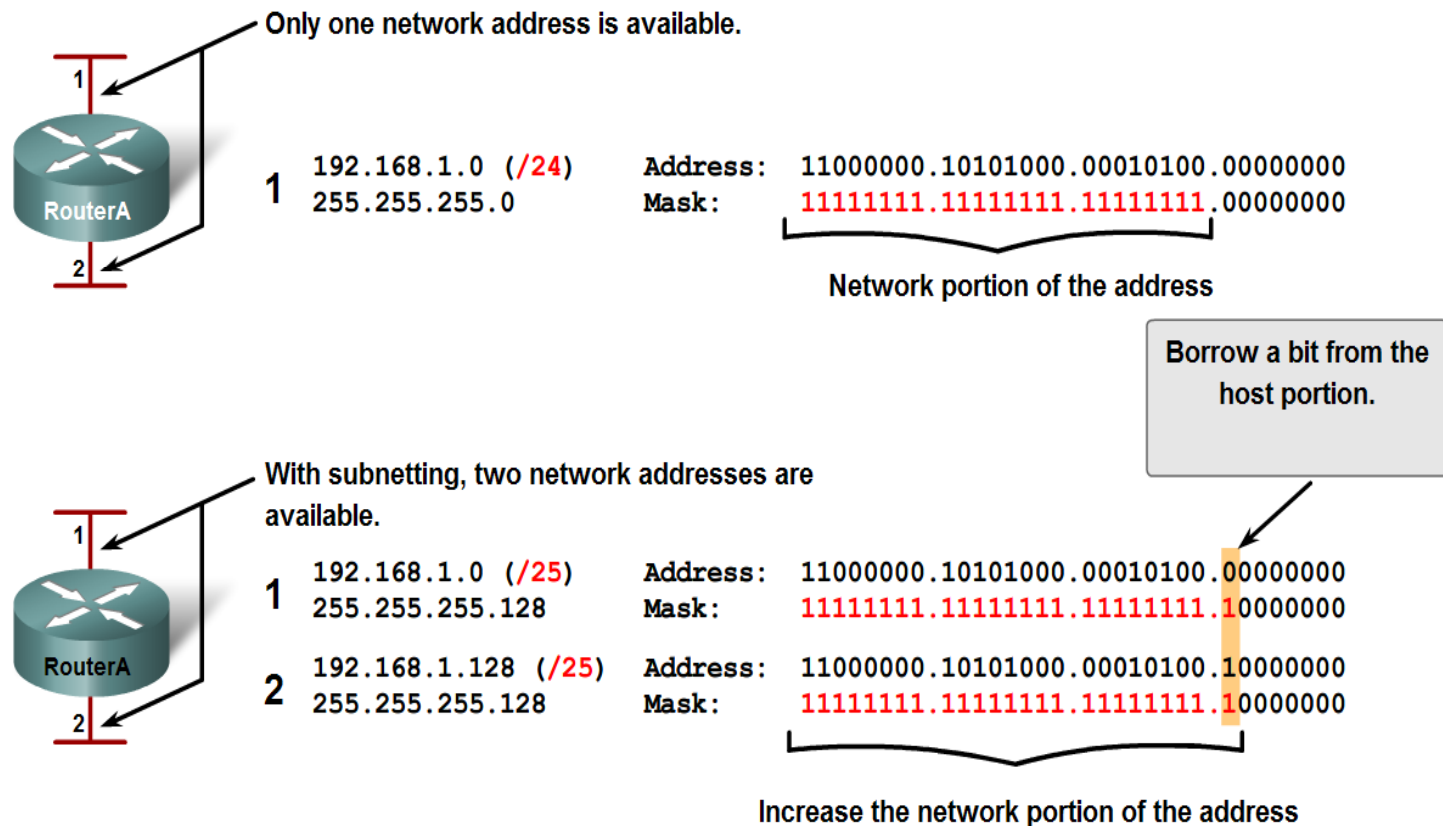 Only one network address is available.
1
RouterA
2
1
192.168.1.0 (/24) Address: 11000000.10101000.00010100.00000000
255.255.255.0 Mask: 11111111.11111111.11111111.00000000
Network portion of the address
Borrow a bit from the
host portion.
With subnetting, two network addresses are
available.
1
RouterA
2
1
192.168.1.0 (/25) Address: 11000000.10101000.00010100.00000000
255.255.255.128 Mask: 11111111.11111111.11111111.10000000
2
192.168.1.128 (/25) Address: 11000000.10101000.00010100.10000000
255.255.255.128 Mask: 11111111.11111111.11111111.10000000
Increase the network portion of the address